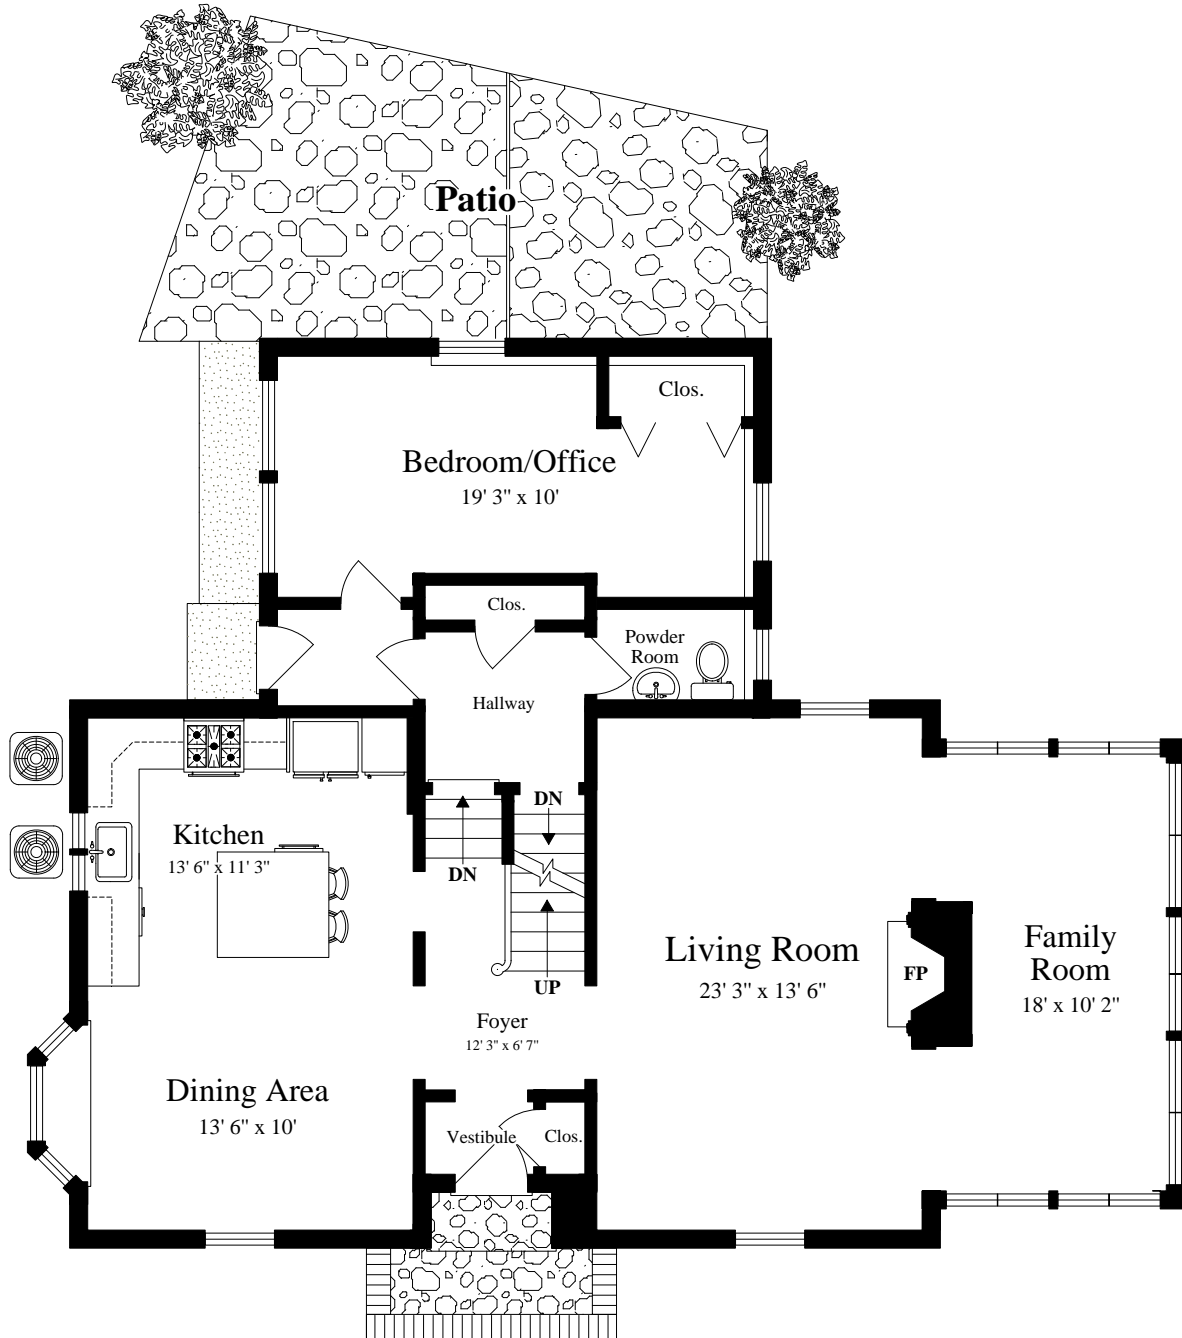 Patio
Clos.
Bedroom/Office
19' 3" x 10'
Clos.
Powder
Room
Hallway
DN
Kitchen
13' 6" x 11' 3"
DN
Living Room
23' 3" x 13' 6"
FP
Family
Room
18' x 10' 2"
UP
Foyer
12' 3" x 6' 7"
Dining Area
13' 6" x 10'
Vestibule
Clos.